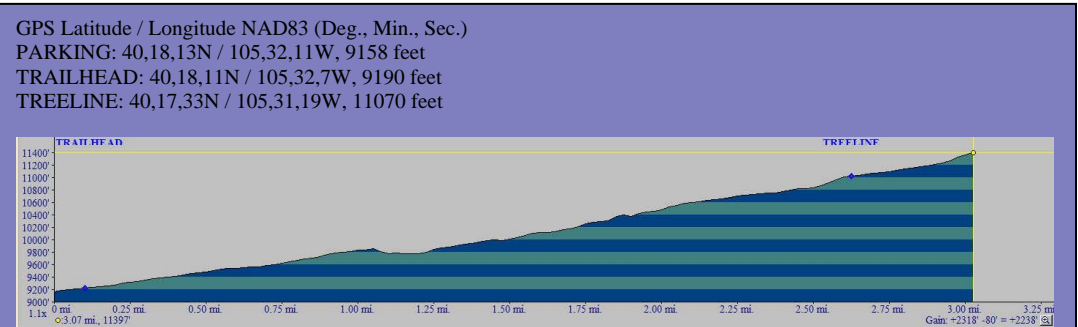 GPS Latitude / Longitude NAD83 (Deg., Min., Sec.)
PARKING: 40,18,13N / 105,32,11W, 9158 feet
TRAILHEAD: 40,18,11N / 105,32,7W, 9190 feet
TREELINE: 40,17,33N / 105,31,19W, 11070 feet
TRAILHEAD TREELINE
11400'
11200'
11000'
10800'
10600'
10400'
10200'
10000'
9800'
9600'
9400'
9200'
9000'
1.1x 0 mi. 0.25 mi. 0.50 mi. 0.75 mi. 1.00 mi. 1.25 mi. 1.50 mi. 1.75 mi. 2.00 mi. 2.25 mi. 2.50 mi. 2.75 mi. 3.00 mi. 3.25 mi
:3.07 mi., 11397' Gain: +2318' -80' = +2238'